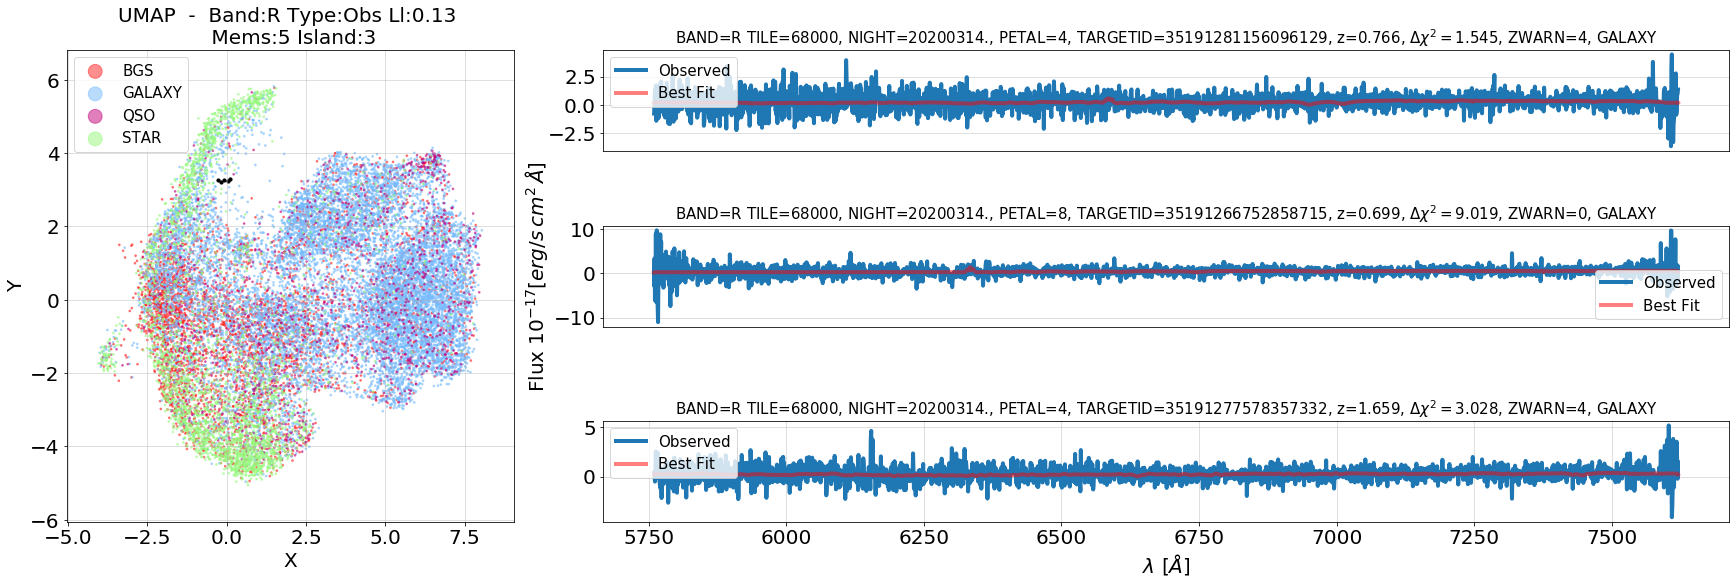 UMAP - Band:R Type:Obs Ll:0.13
Mems:5 Island:3
BGS
GALAXY
QSO
STAR
6
4
2
0
−2
−4
−6
Y
−5.0 −2.5 0.0 2.5 5.0 7.5
X
Flux 10⁻¹⁷[erg/s cm² Å]
BAND=R TILE=68000, NIGHT=20200314., PETAL=4, TARGETID=35191281156096129, z=0.766, Δχ² = 1.545, ZWARN=4, GALAXY
Observed
Best Fit
2.5
0.0
−2.5
BAND=R TILE=68000, NIGHT=20200314., PETAL=8, TARGETID=35191266752858715, z=0.699, Δχ² = 9.019, ZWARN=0, GALAXY
10
0
−10
Observed
Best Fit
BAND=R TILE=68000, NIGHT=20200314., PETAL=4, TARGETID=35191277578357332, z=1.659, Δχ² = 3.028, ZWARN=4, GALAXY
Observed
Best Fit
5
0
5750 6000 6250 6500 6750 7000 7250 7500
λ [Å]